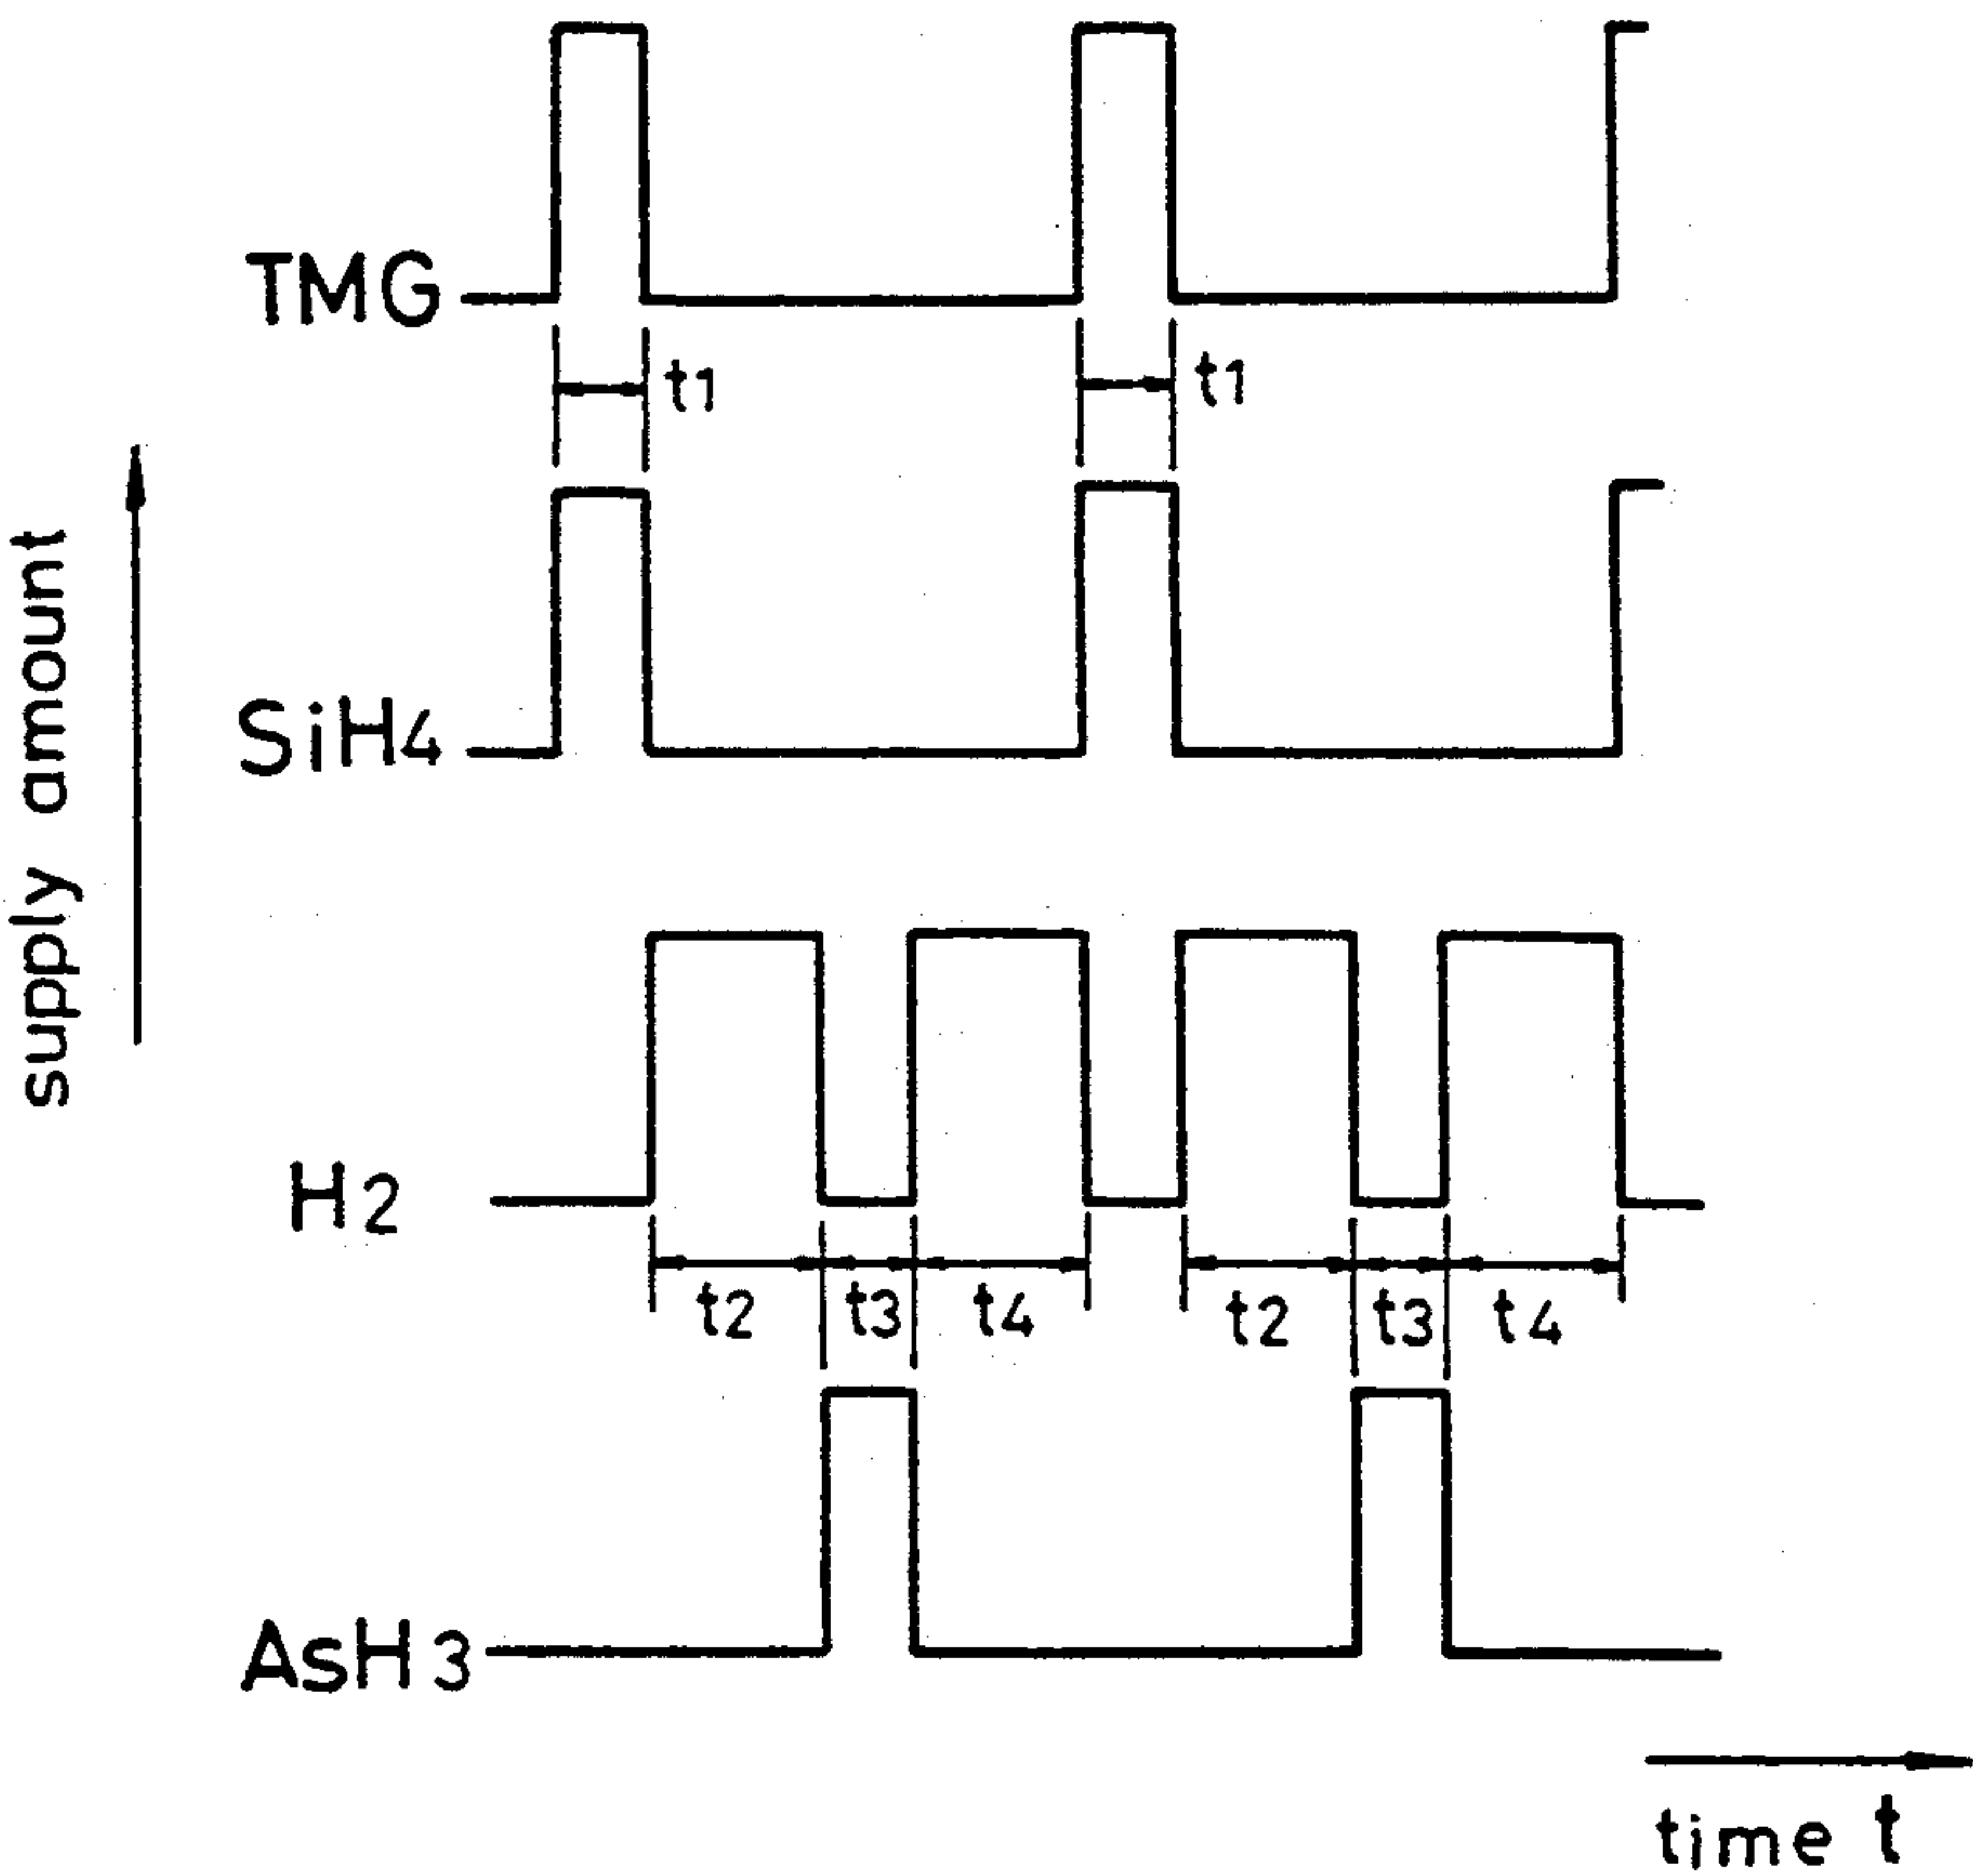 TMG
t1 t1
supply amount
SiH4
H2
t2 t3 t4 t2 t3 t4
AsH3
time t